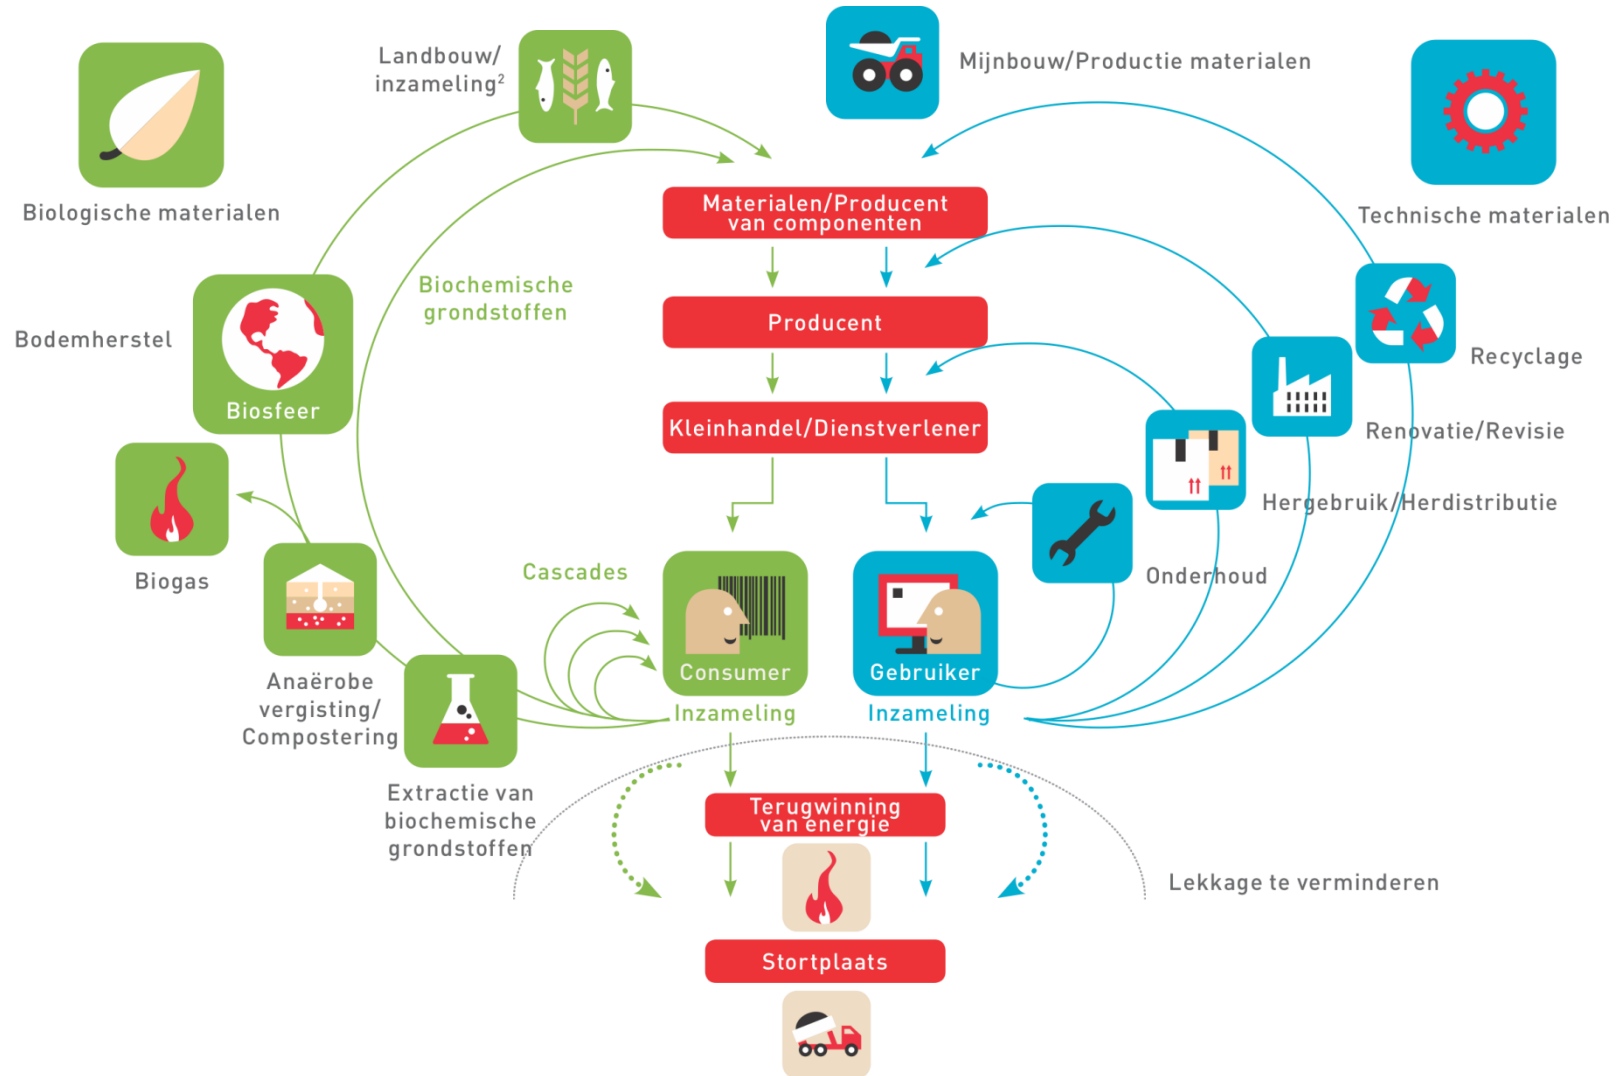 Landbouw/
inzameling²
Mijnbouw/Productie materialen
Biologische materialen
Technische materialen
Materialen/Producent
van componenten
Biochemische
grondstoffen
Producent
Bodemherstel
Biosfeer
Recyclage
Kleinhandel/Dienstverlener
Renovatie/Revisie
Hergebruik/Herdistributie
Biogas
Cascades
Onderhoud
Consumer
Gebruiker
Anaërobe
vergisting/
Compostering
Inzameling
Inzameling
Extractie van
biochemische
grondstoffen
Terugwinning
van energie
Lekkage te verminderen
Stortplaats